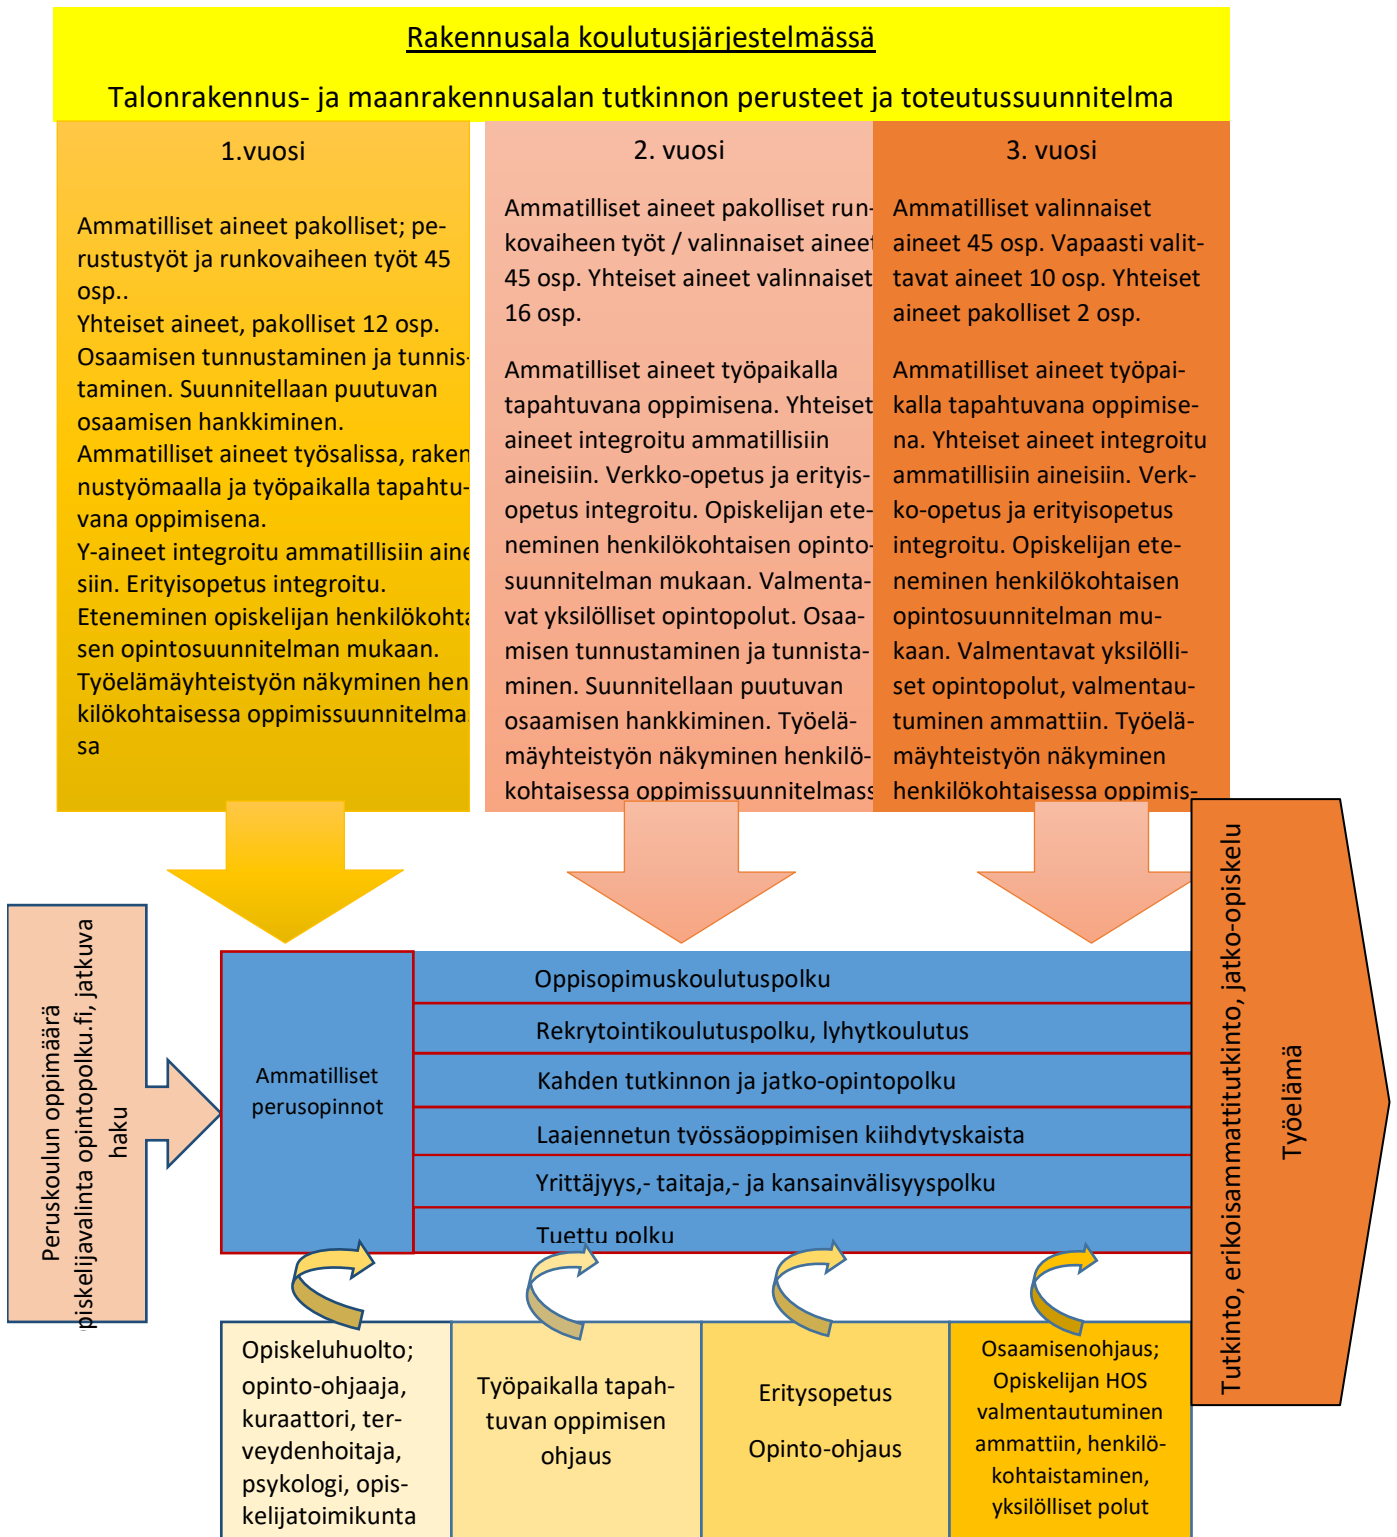 Rakennusala koulutusjärjestelmässä
Talonrakennus- ja maanrakennusalan tutkinnon perusteet ja toteutussuunnitelma
1.vuosi
Ammatilliset aineet pakolliset; pe-
rustustyöt ja runkovaiheen työt 45
osp..
Yhteiset aineet, pakolliset 12 osp.
Osaamisen tunnustaminen ja tunnis-
taminen. Suunnitellaan puutuvan
osaamisen hankkiminen.
Ammatilliset aineet työsalissa, raken
nustyömaalla ja työpaikalla tapahtu-
vana oppimisena.
Y-aineet integroitu ammatillisiin aine
siin. Erityisopetus integroitu.
Eteneminen opiskelijan henkilökohta
sen opintosuunnitelman mukaan.
Työelämäyhteistyön näkyminen hen
kilökohtaisessa oppimissuunnitelma
sa
2. vuosi
Ammatilliset aineet pakolliset run-
kovaiheen työt / valinnaiset aineet
45 osp. Yhteiset aineet valinnaiset
16 osp.
Ammatilliset aineet työpaikalla
tapahtuvana oppimisena. Yhteiset
aineet integroitu ammatillisiin
aineisiin. Verkko-opetus ja erityis-
opetus integroitu. Opiskelijan ete-
neminen henkilökohtaisen opinto-
suunnitelman mukaan. Valmenta-
vat yksilölliset opintopolut. Osaa-
misen tunnustaminen ja tunnista-
minen. Suunnitellaan puutuvan
osaamisen hankkiminen. Työelä-
mäyhteistyön näkyminen henkilö-
kohtaisessa oppimissuunnitelmass
3. vuosi
Ammatilliset valinnaiset
aineet 45 osp. Vapaasti valit-
tavat aineet 10 osp. Yhteiset
aineet pakolliset 2 osp.
Ammatilliset aineet työpai-
kalla tapahtuvana oppimise-
na. Yhteiset aineet integroitu
ammatillisiin aineisiin. Verk-
ko-opetus ja erityisopetus
integroitu. Opiskelijan ete-
neminen henkilökohtaisen
opintosuunnitelman mu-
kaan. Valmentavat yksilölli-
set opintopolut, valmentau-
tuminen ammattiin. Työelä-
mäyhteistyön näkyminen
henkilökohtaisessa oppimis-
Peruskoulun oppimäärä
piskelijavalinta opintopolku.fi, jatkuva
haku
Ammatilliset
perusopinnot
Oppisopimuskoulutuspolku
Rekrytointikoulutuspolku, lyhytkoulutus
Kahden tutkinnon ja jatko-opintopolku
Laajennetun työssäoppimisen kiihdytyskaista
Yrittäjyys,- taitaja,- ja kansainvälisyyspolku
Tuettu polku
Tutkinto, erikoisammattitutkinto, jatko-opiskelu
Työelämä
Opiskeluhuolto;
opinto-ohjaaja,
kuraattori, ter-
veydenhoitaja,
psykologi, opis-
kelijatoimikunta
Työpaikalla tapah-
tuvan oppimisen
ohjaus
Eritysopetus
Opinto-ohjaus
Osaamisenohjaus;
Opiskelijan HOS
valmentautuminen
ammattiin, henkilö-
kohtaistaminen,
yksilölliset polut